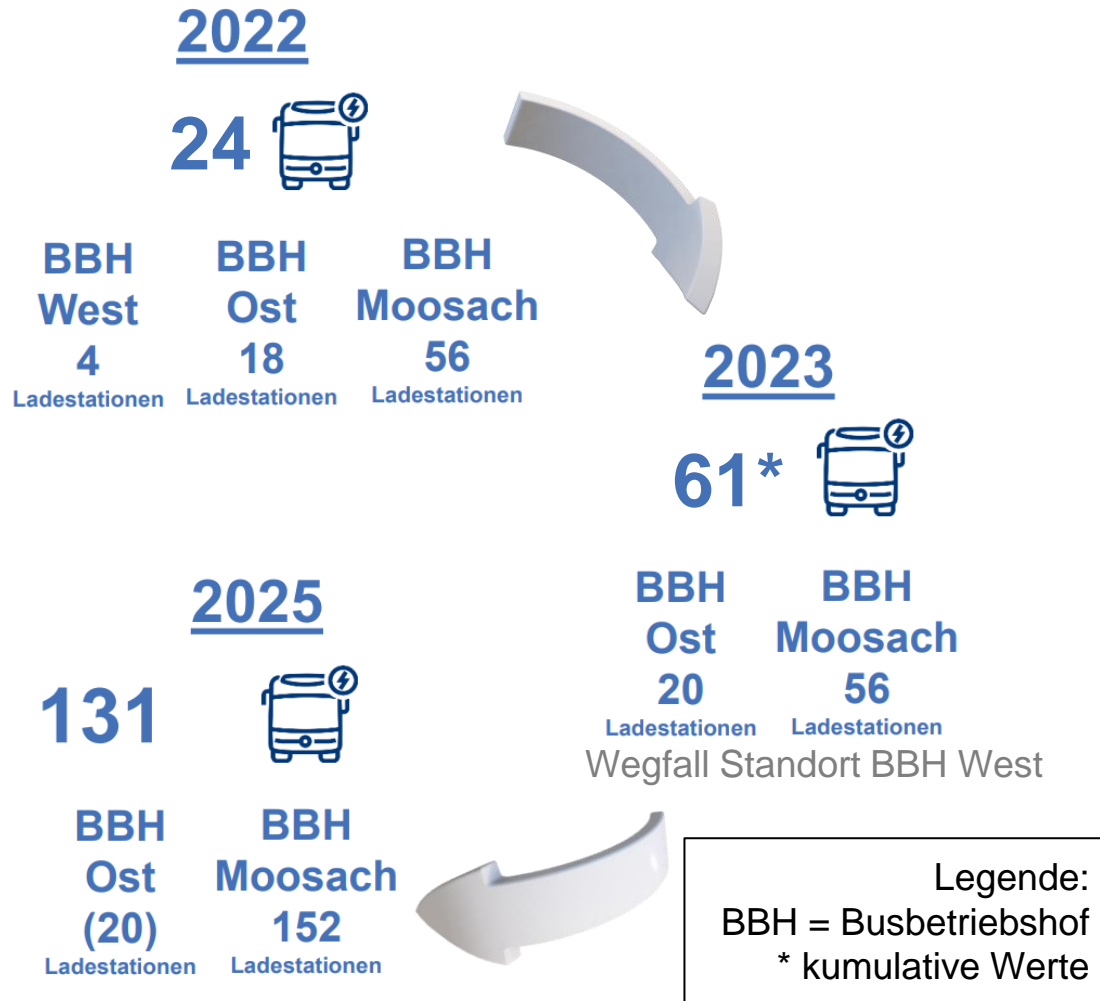 2022
24
BBH West
4
Ladestationen
BBH Ost
18
Ladestationen
BBH Moosach
56
Ladestationen
2023
61*
BBH Ost
20
Ladestationen
BBH Moosach
56
Ladestationen
Wegfall Standort BBH West
2025
131
BBH Ost
(20)
Ladestationen
BBH Moosach
152
Ladestationen
Legende:
BBH = Busbetriebshof
* kumulative Werte